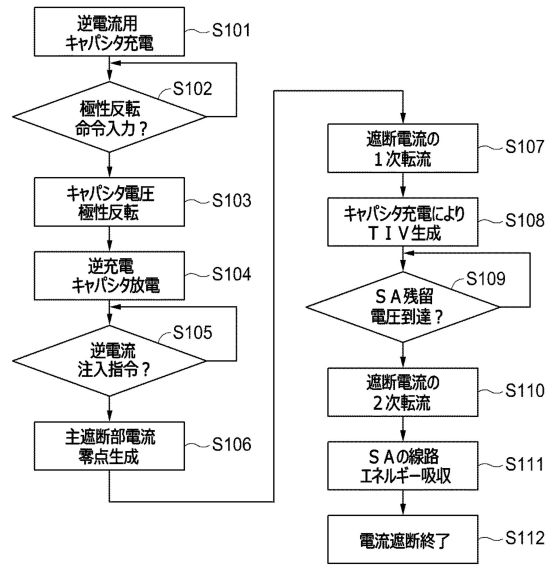 逆電流用
キャパシタ充電
S101
S102
極性反転
命令入力？
キャパシタ電圧
極性反転
S103
逆充電
キャパシタ放電
S104
S105
逆電流
注入指令？
主遮断部電流
零点生成
S106
遮断電流の
１次転流
S107
キャパシタ充電により
ＴＩＶ生成
S108
S109
ＳＡ残留
電圧到達？
遮断電流の
２次転流
S110
ＳＡの線路
エネルギー吸収
S111
電流遮断終了
S112